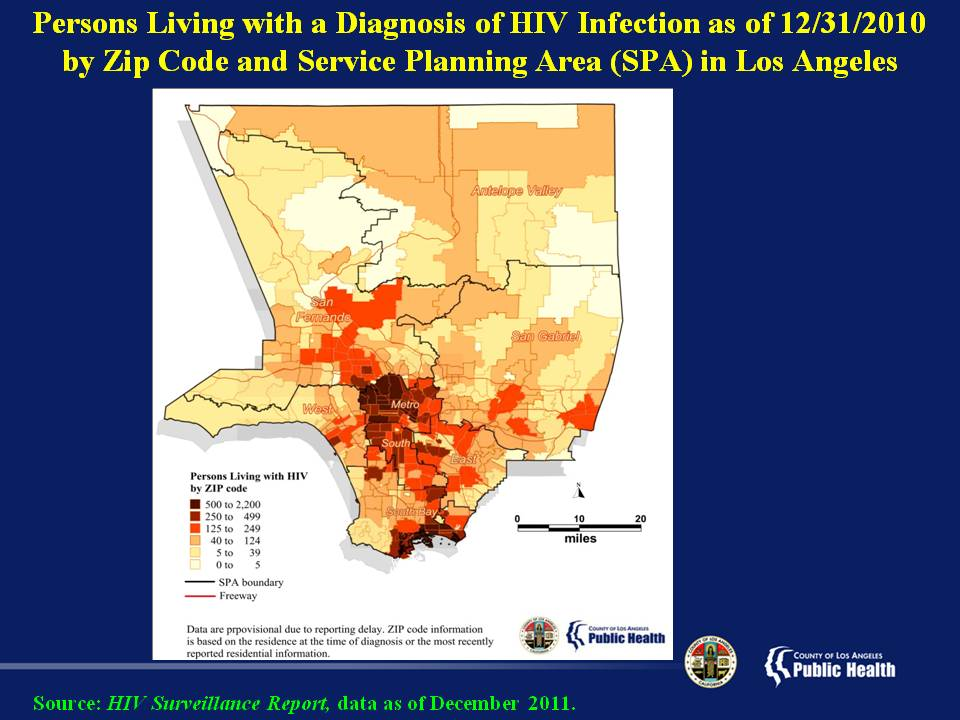 Persons Living with a Diagnosis of HIV Infection as of 12/31/2010
by Zip Code and Service Planning Area (SPA) in Los Angeles
Antelope Valley
San
Fernando
San Gabriel
West
Metro
South
East
South Bay
Persons Living with HIV
by ZIP code
500 to 2,200
250 to 499
125 to 249
40 to 124
5 to 39
0 to 5
SPA boundary
Freeway
N
0 10 20
miles
Data are prpovisional due to reporting delay. ZIP code information
is based on the residence at the time of diagnosis or the most recently
reported residential information.
COUNTY OF LOS ANGELES
Public Health
COUNTY OF LOS ANGELES
Public Health
Source: HIV Surveillance Report, data as of December 2011.